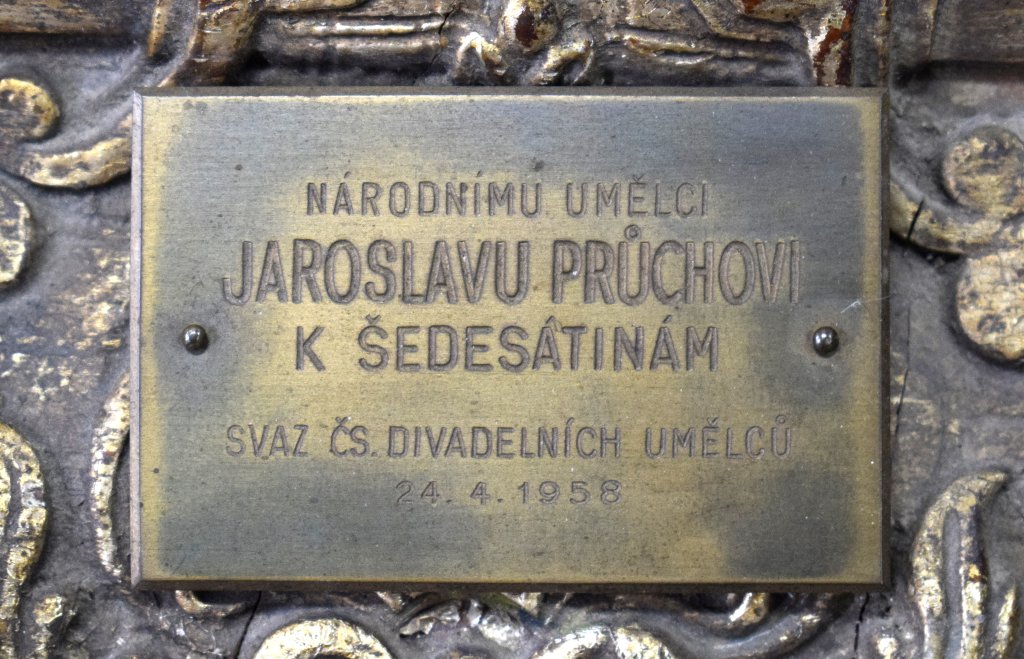 NÁRODNÍMU UMĚLCI
JAROSLAVU PRŮCHOVI
K ŠEDESÁTINÁM
SVAZ ČS. DIVADELNÍCH UMĚLCŮ
24. 4. 1958